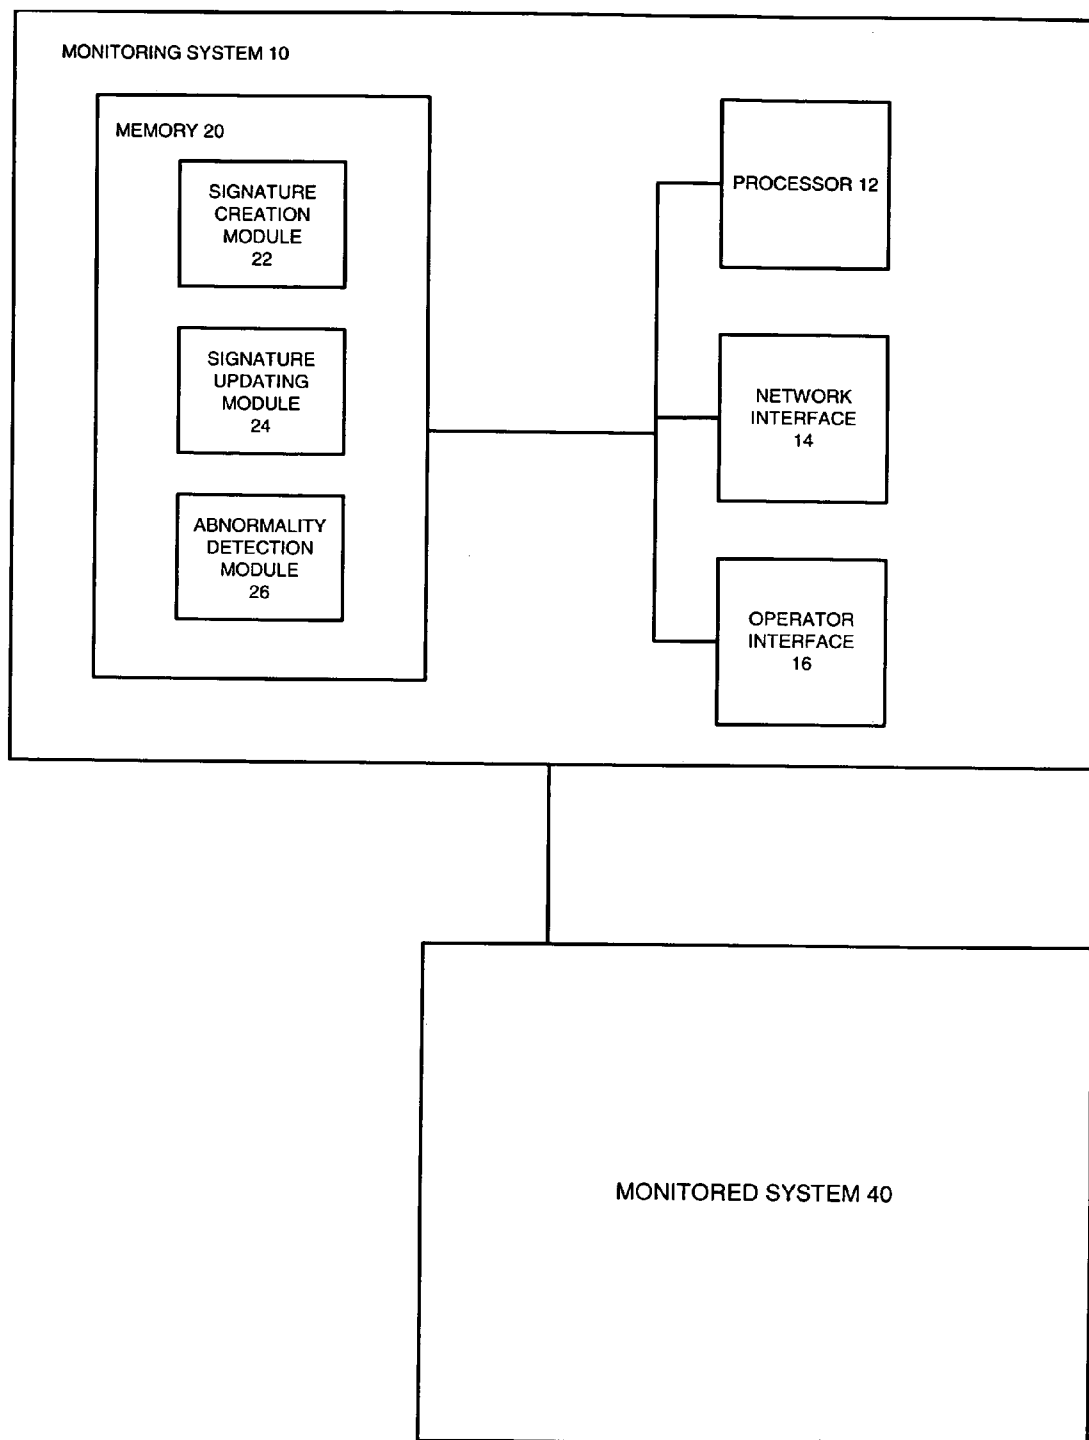 MONITORING SYSTEM 10
MEMORY 20
SIGNATURE
CREATION
MODULE
22
SIGNATURE
UPDATING
MODULE
24
ABNORMALITY
DETECTION
MODULE
26
PROCESSOR 12
NETWORK
INTERFACE
14
OPERATOR
INTERFACE
16
MONITORED SYSTEM 40